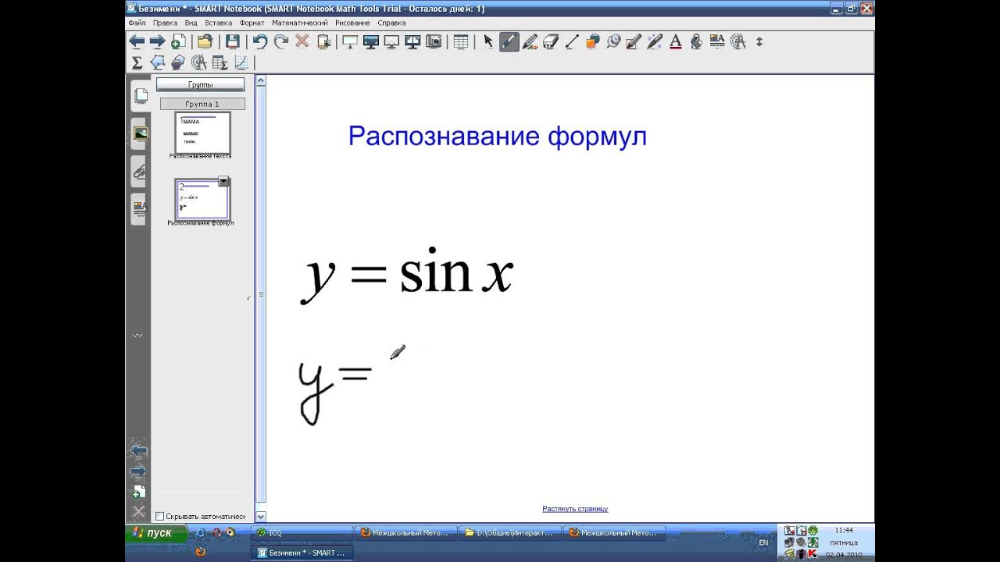 Безимени * - SMART Notebook (SMART Notebook Math Tools Trial - Осталось дней: 1)
Файл Правка Вид Вставка Формат Математический Рисование Справка
Группы
Группа 1
1
МАМА
мама
папа
Распознавание текста
2
y = sin x
y=
Распознавание формул
Скрывать автоматичесн
Распознавание формул
y = sin x
y =
Растянуть страницу
пуск
ICQ
Межшкольный Мето...
D:\Общие\Интеракт...
Межшкольный Мето...
Безимени * - SMART ...
EN
11:44
пятница
02.04.2010